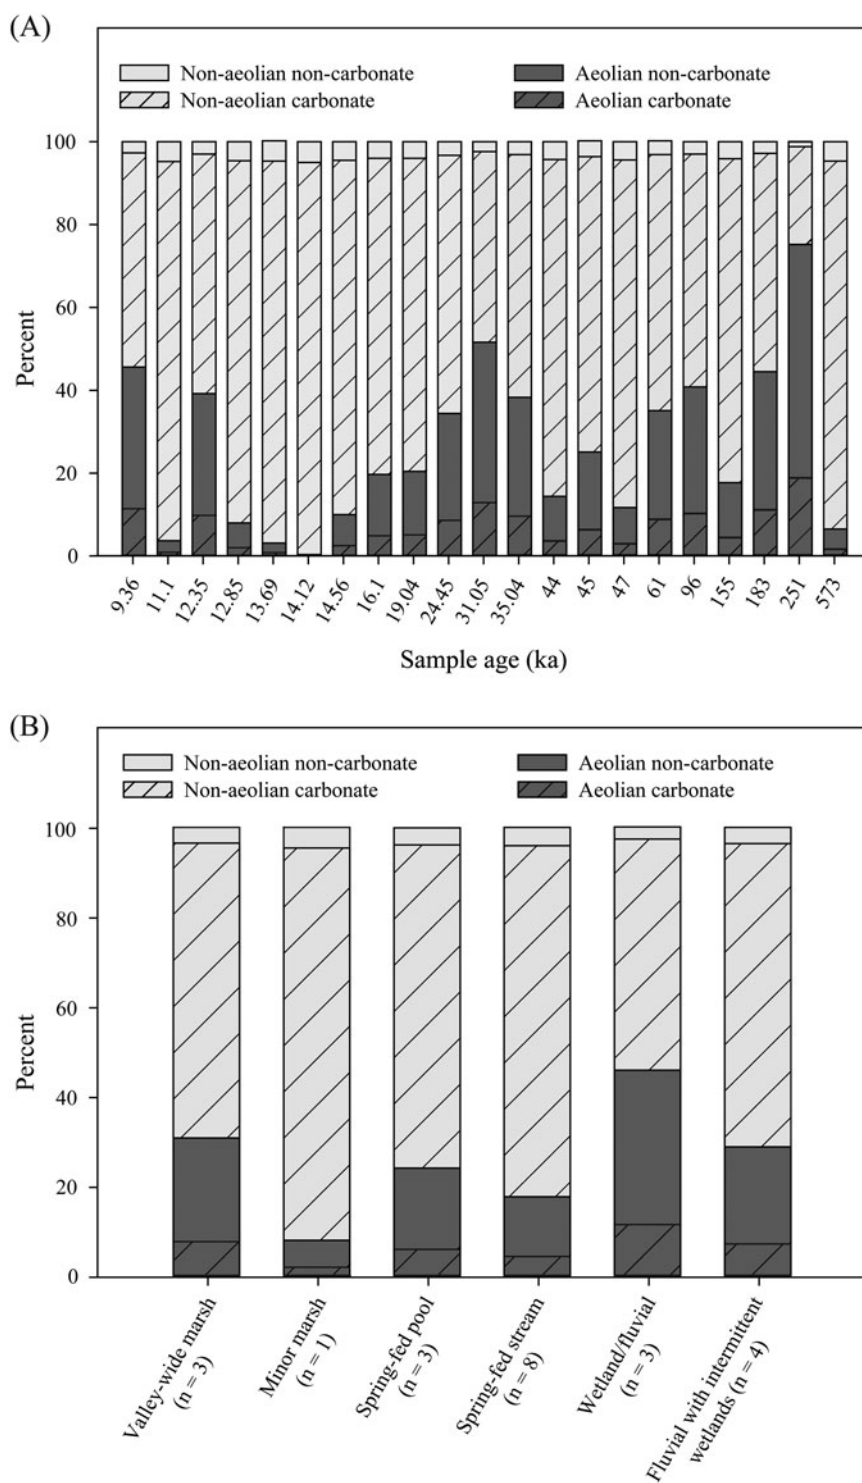 (A)
Non-aeolian non-carbonate
Aeolian non-carbonate
Non-aeolian carbonate
Aeolian carbonate
100
80
60
40
20
0
Percent
9.36
11.1
12.35
12.85
13.69
14.12
14.56
16.1
19.04
24.45
31.05
35.04
44
45
47
61
96
155
183
251
573
Sample age (ka)
(B)
Non-aeolian non-carbonate
Aeolian non-carbonate
Non-aeolian carbonate
Aeolian carbonate
100
80
60
40
20
0
Percent
Valley-wide marsh
(n = 3)
Minor marsh
(n = 1)
Spring-fed pool
(n = 3)
Spring-fed stream
(n = 8)
Wetland/fluvial
(n = 3)
Fluvial with intermittent
wetlands (n = 4)